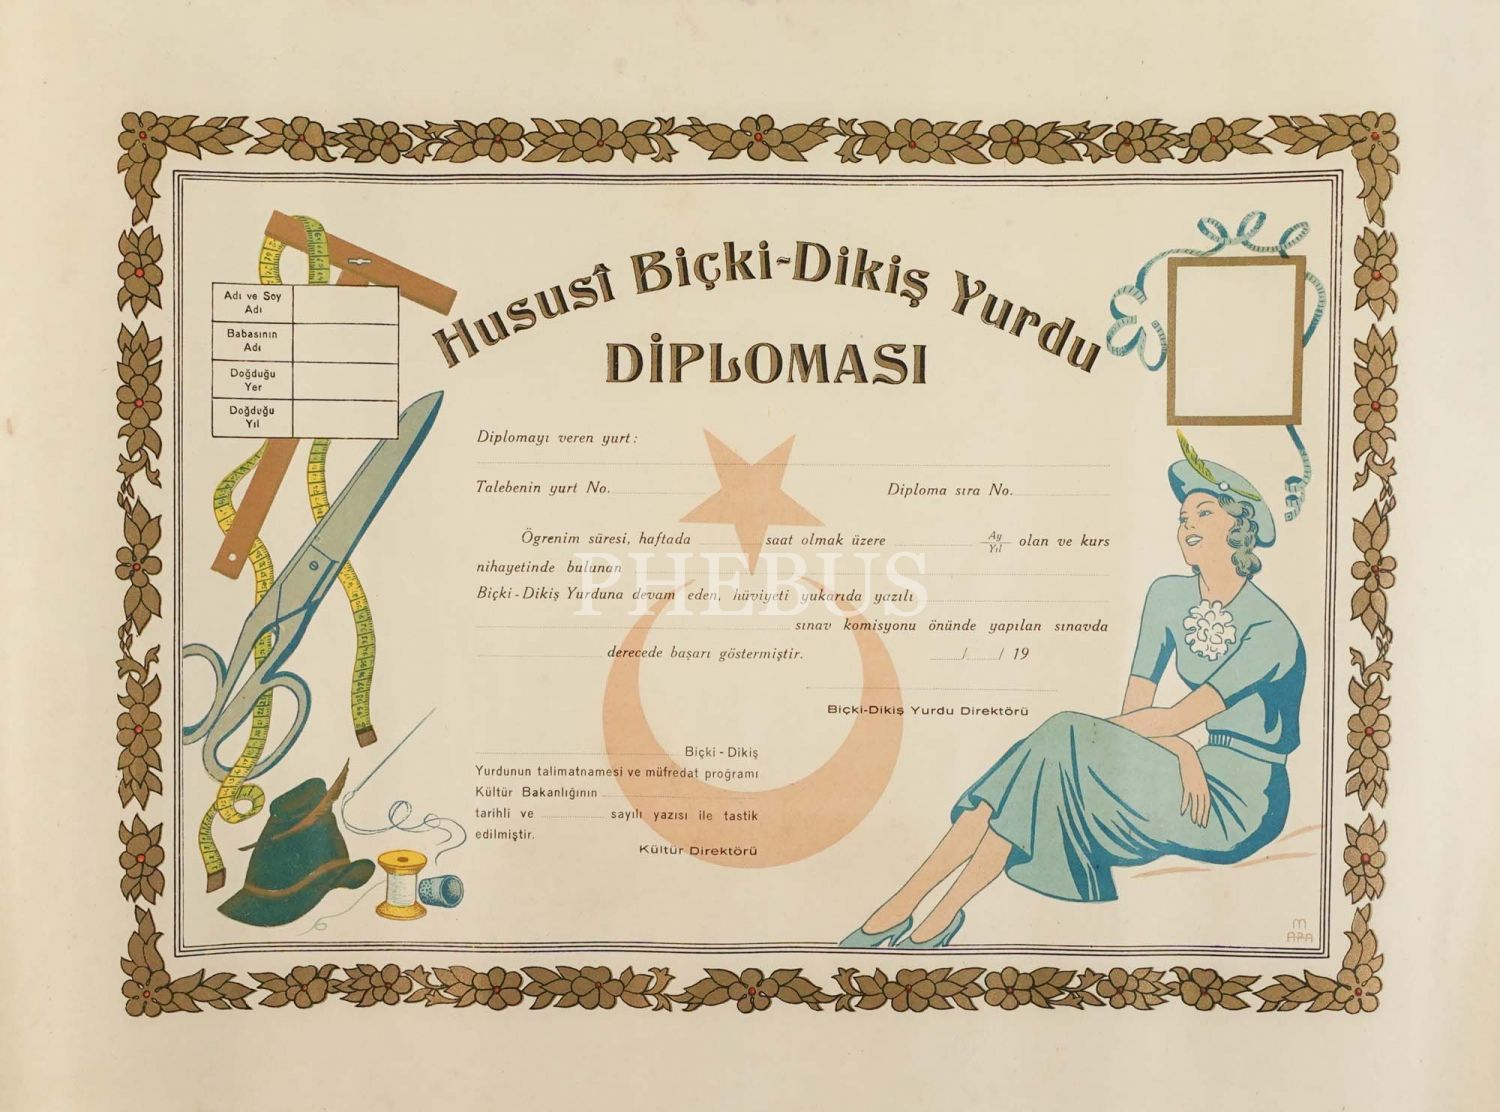 Hususî Biçki-Dikiş Yurdu
DİPLOMASI
Adı ve Soy
Adı
Babasının
Adı
Doğduğu
Yer
Doğduğu
Yıl
Diplomayı veren yurt:
Talebenin yurt No.
Diploma sıra No.
Ögrenim süresi, haftada saat olmak üzere Ay/Yıl olan ve kurs
nihayetinde bulunan
Biçki-Dikiş Yurduna devam eden, hüviyeti yukarıda yazılı
sınav komisyonu önünde yapılan sınavda
derecede başarı göstermiştir. / / 19
Biçki-Dikiş Yurdu Direktörü
Biçki-Dikiş
Yurdunun talimatnamesi ve müfredat programı
Kültür Bakanlığının
tarihli ve sayılı yazısı ile tastik
edilmiştir.
Kültür Direktörü
PHEBUS